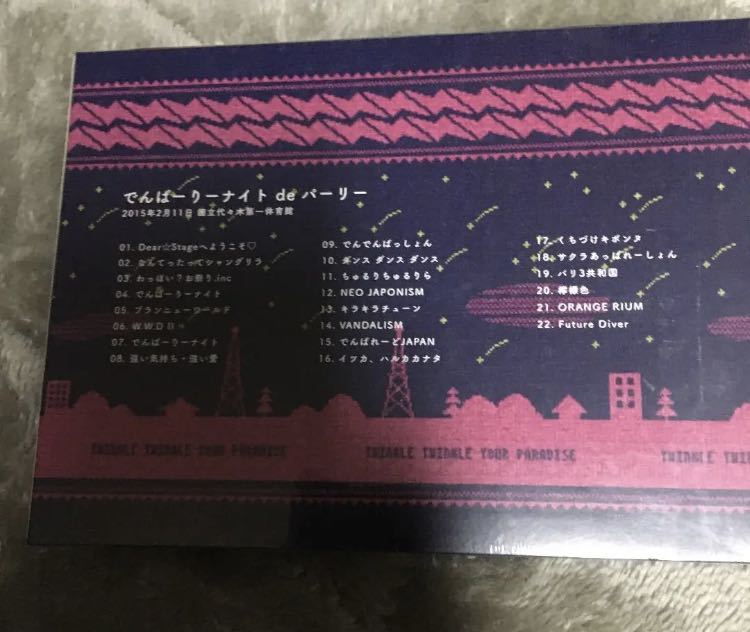 でんぱーりーナイト de パーリー
2015年2月11日 国立代々木第一体育館
01. Dear☆Stageへようこそ♡
02. なんてったってシャングリラ
03. わっほい？お祭り.inc
04. でんぱーりーナイト
05. ブランニューワールド
06. W.W.D II
07. でんぱーりーナイト
08. 強い気持ち・強い愛
09. でんでんぱっしょん
10. ダンス ダンス ダンス
11. ちゅるりちゅるりら
12. NEO JAPONISM
13. キラキラチューン
14. VANDALISM
15. でんぱれーどJAPAN
16. イツカ、ハルカカナタ
17. くちづけキボンヌ
18. サクラあっぱれーしょん
19. バリ3共和国
20. 檸檬色
21. ORANGE RIUM
22. Future Diver
TWINKLE TWINKLE YOUR PARADISE TWINKLE TWINKLE YOUR PARADISE TWINKLE TWIN